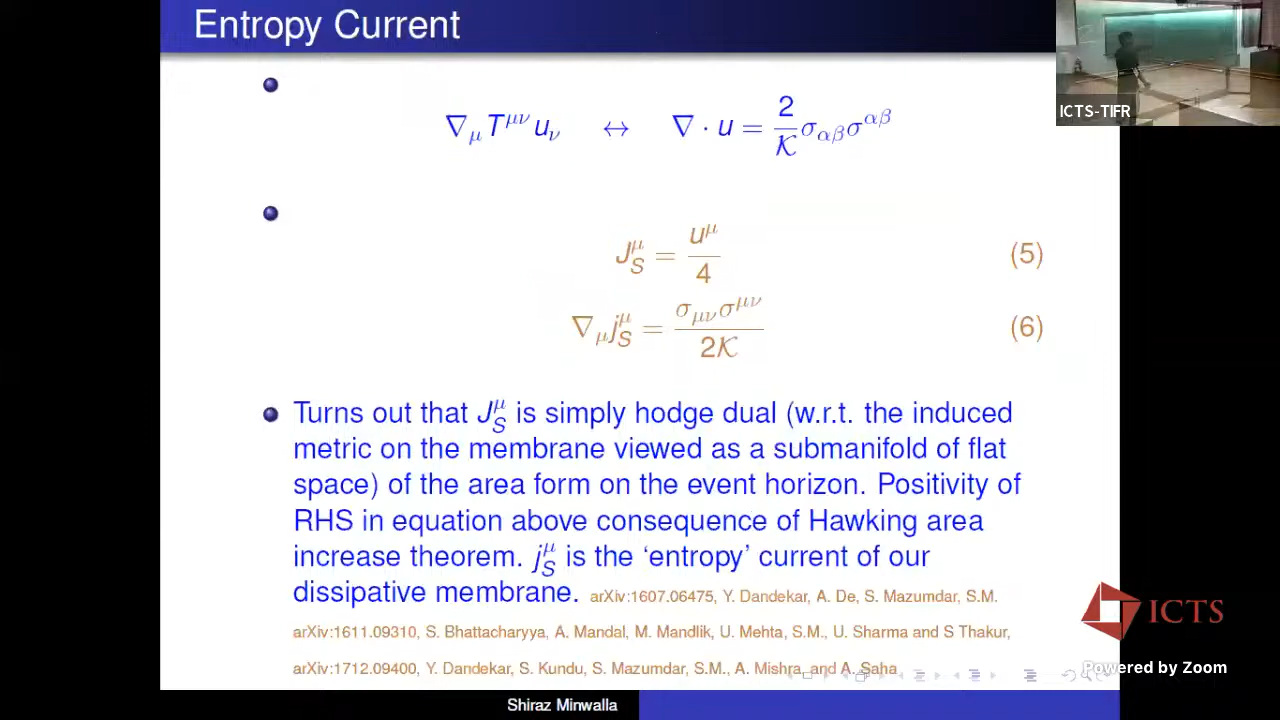 Entropy Current
ICTS-TIFR
∇_μ T^{μν} u_ν ↔ ∇ · u = \frac{2}{𝒦} σ_{αβ} σ^{αβ}
J^μ_S = \frac{u^μ}{4} (5)
∇_μ j^μ_S = \frac{σ_{μν} σ^{μν}}{2𝒦} (6)
Turns out that J^μ_S is simply hodge dual (w.r.t. the induced
metric on the membrane viewed as a submanifold of flat
space) of the area form on the event horizon. Positivity of
RHS in equation above consequence of Hawking area
increase theorem. j^μ_S is the ‘entropy’ current of our
dissipative membrane. arXiv:1607.06475, Y. Dandekar, A. De, S. Mazumdar, S.M.
arXiv:1611.09310, S. Bhattacharyya, A. Mandal, M. Mandlik, U. Mehta, S.M., U. Sharma and S Thakur,
arXiv:1712.09400, Y. Dandekar, S. Kundu, S. Mazumdar, S.M., A. Mishra, and A. Saha
ICTS
Powered by Zoom
Shiraz Minwalla